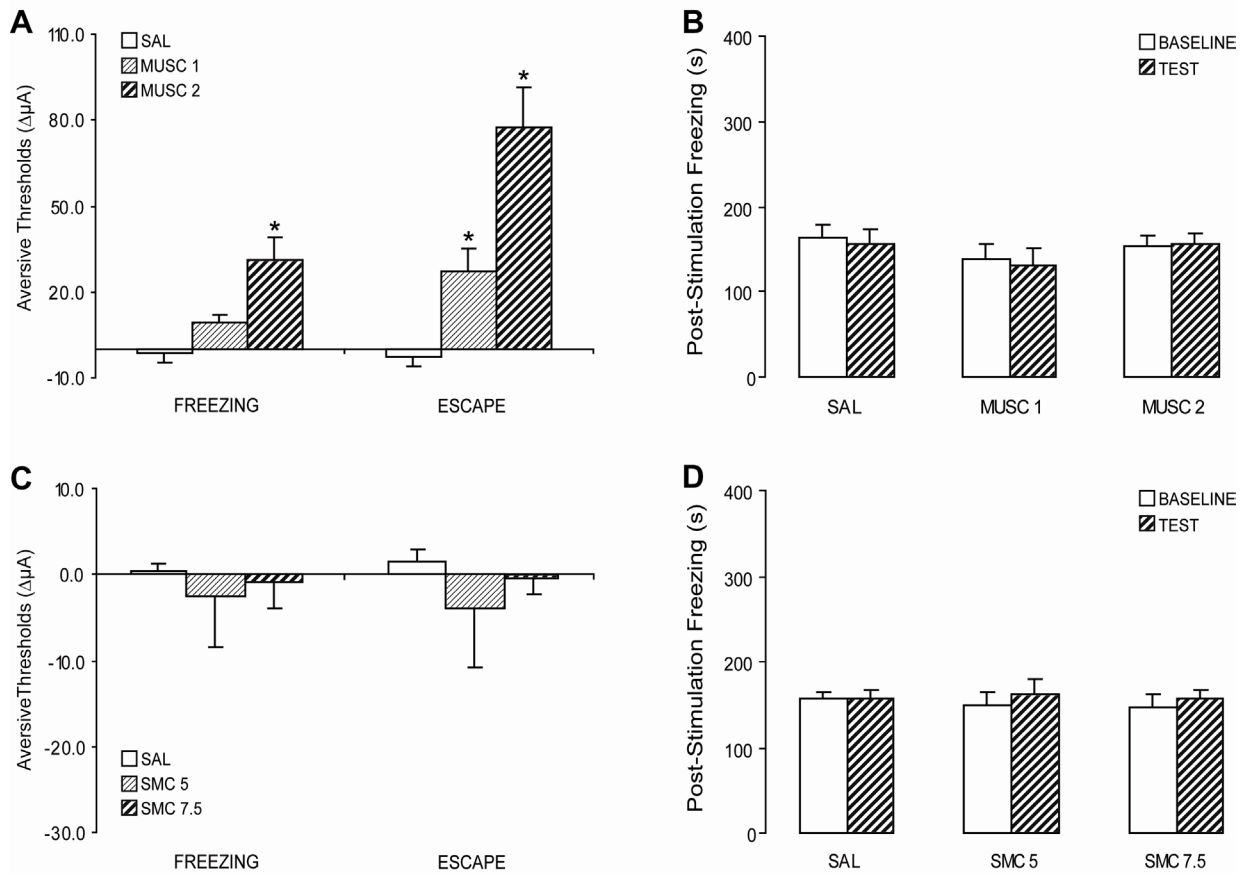 A
Aversive Thresholds (ΔµA)
110.0
80.0
50.0
20.0
-10.0
SAL
MUSC 1
MUSC 2
*
*
*
FREEZING
ESCAPE
B
Post-Stimulation Freezing (s)
400
300
200
100
0
BASELINE
TEST
SAL
MUSC 1
MUSC 2
C
AversiveThresholds (ΔµA)
10.0
0.0
-10.0
-20.0
-30.0
SAL
SMC 5
SMC 7.5
FREEZING
ESCAPE
D
Post-Stimulation Freezing (s)
400
300
200
100
0
BASELINE
TEST
SAL
SMC 5
SMC 7.5